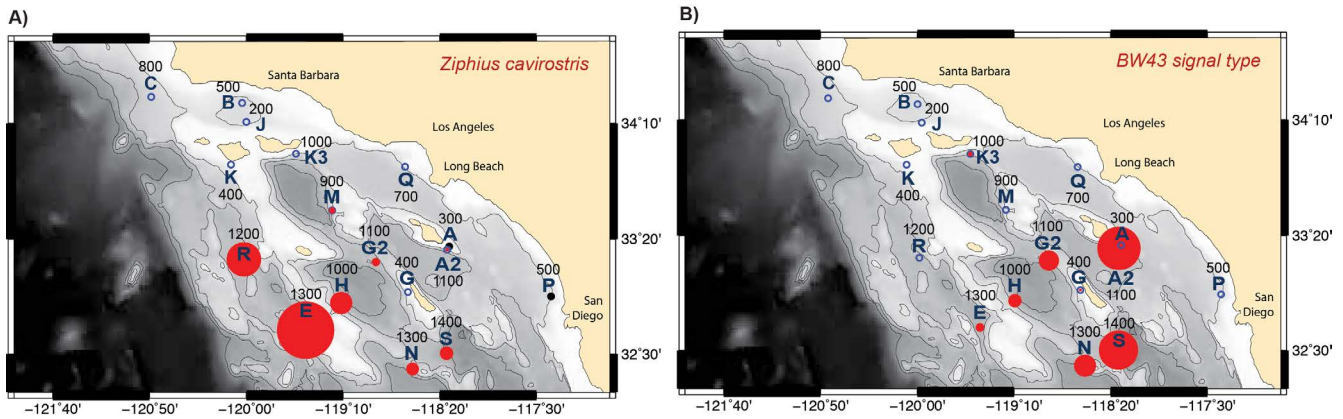 A)
Ziphius cavirostris
Santa Barbara
Los Angeles
Long Beach
San
Diego
800
C
500
B
200
J
1000
K3
K
400
Q
700
900
M
300
A
A2
1100
1200
R
1100
G2
400
G
500
P
1000
H
1300
E
1300
N
1400
S
34˚10'
33˚20'
32˚30'
−121˚40'
−120˚50'
−120˚00'
−119˚10'
−118˚20'
−117˚30'
B)
BW43 signal type
Santa Barbara
Los Angeles
Long Beach
San
Diego
800
C
500
B
200
J
1000
K3
K
400
Q
700
900
M
300
A
A2
1100
1200
R
1100
G2
400
G
500
P
1000
H
1300
E
1300
N
1400
S
34˚10'
33˚20'
32˚30'
−121˚40'
−120˚50'
−120˚00'
−119˚10'
−118˚20'
−117˚30'